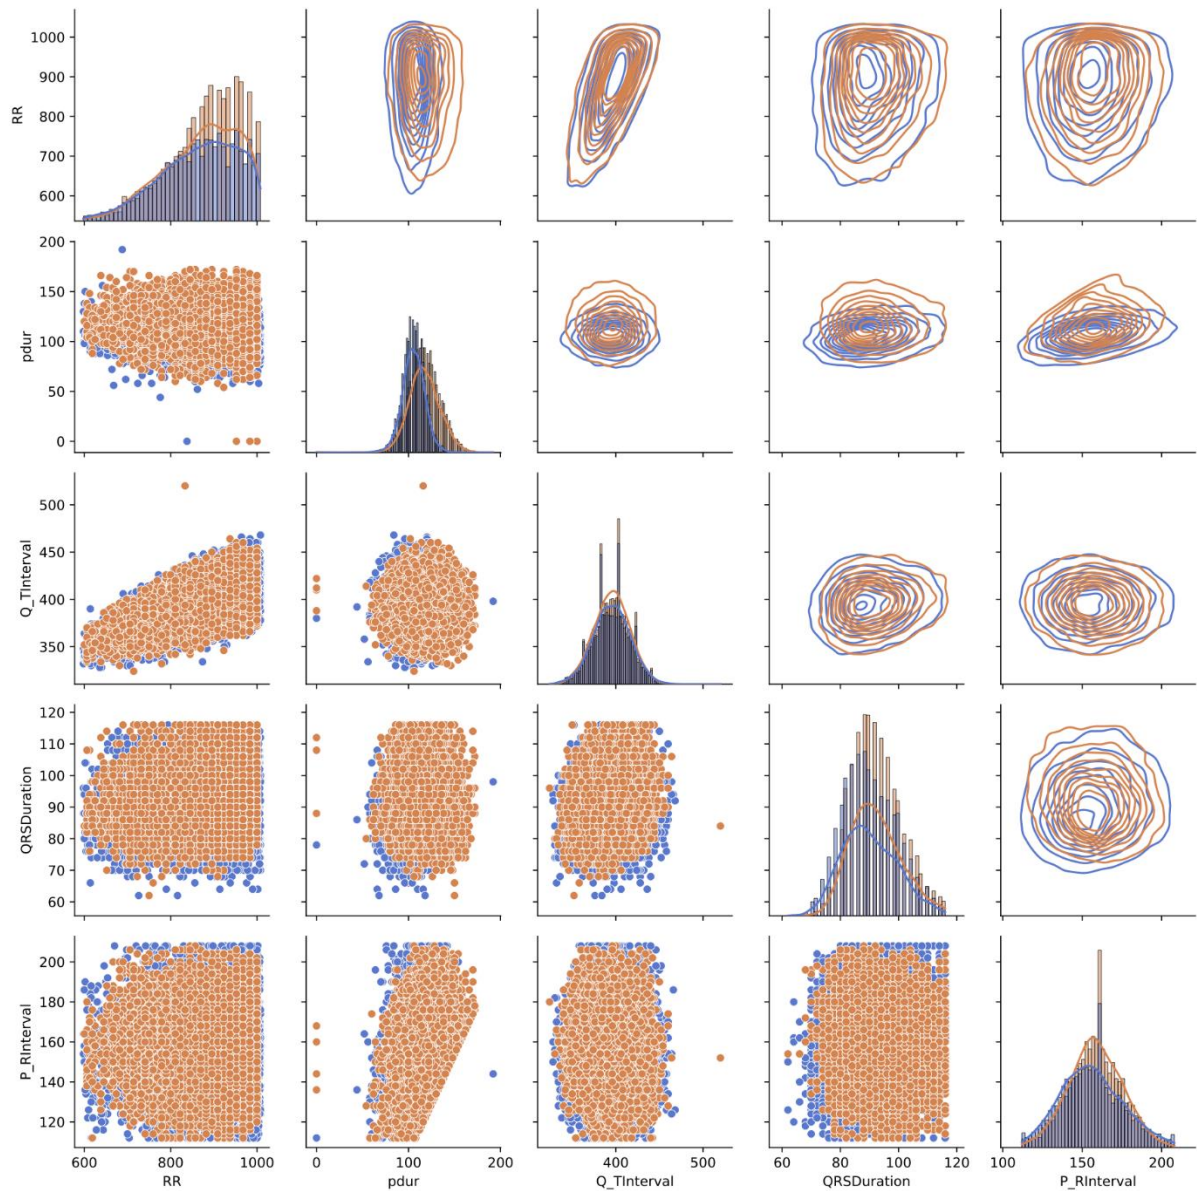 1000
900
800
700
600
RR
200
150
100
50
0
pdur
500
450
400
350
Q_TInterval
120
110
100
90
80
70
60
QRSDuration
200
180
160
140
120
P_RInterval
600 800 1000
RR
0 100 200
pdur
400 500
Q_TInterval
60 80 100 120
QRSDuration
100 150 200
P_RInterval